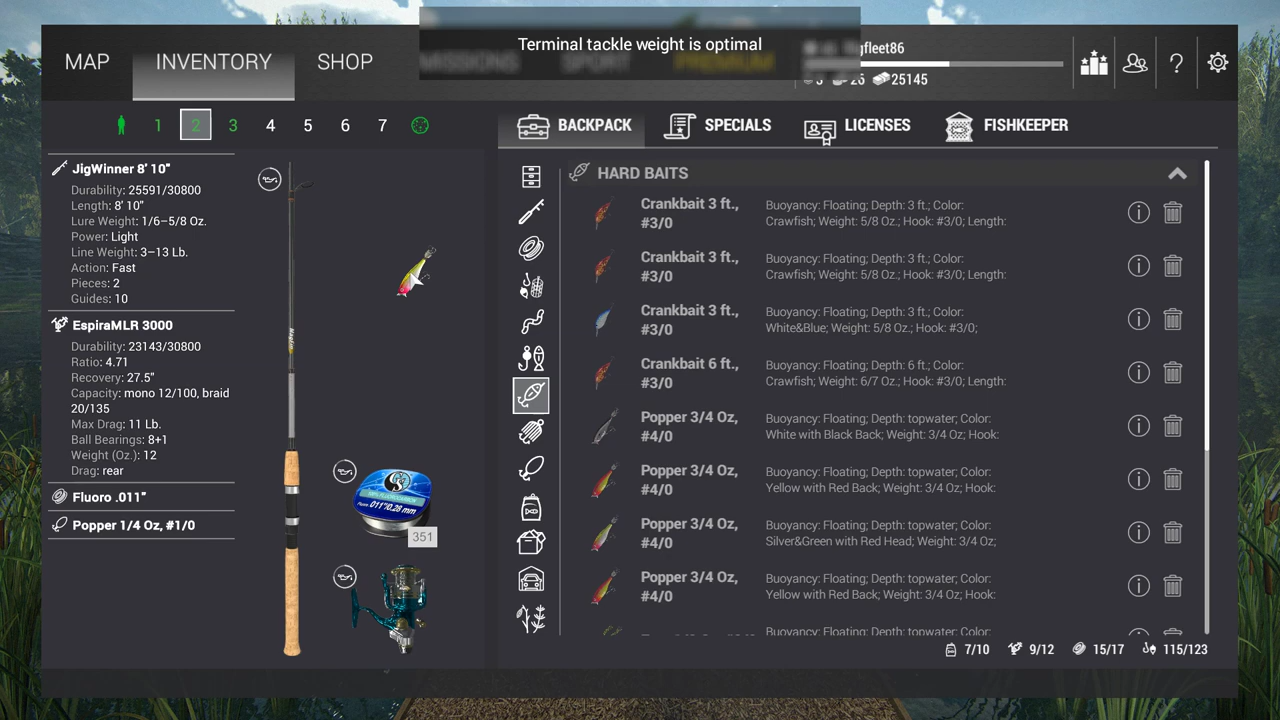 Terminal tackle weight is optimal
MAP
INVENTORY
SHOP
MISSIONS
SPORT
PREMIUM
gfleet86
25145
1
2
3
4
5
6
7
BACKPACK
SPECIALS
LICENSES
FISHKEEPER
JigWinner 8' 10"
Durability: 25591/30800
Length: 8' 10"
Lure Weight: 1/6–5/8 Oz.
Power: Light
Line Weight: 3–13 Lb.
Action: Fast
Pieces: 2
Guides: 10
EspiraMLR 3000
Durability: 23143/30800
Ratio: 4.71
Recovery: 27.5"
Capacity: mono 12/100, braid
20/135
Max Drag: 11 Lb.
Ball Bearings: 8+1
Weight (Oz.): 12
Drag: rear
Fluoro .011"
Popper 1/4 Oz, #1/0
.011"/0.28 mm
351
HARD BAITS
Crankbait 3 ft.,
#3/0
Buoyancy: Floating; Depth: 3 ft.; Color:
Crawfish; Weight: 5/8 Oz.; Hook: #3/0; Length:
Crankbait 3 ft.,
#3/0
Buoyancy: Floating; Depth: 3 ft.; Color:
Crawfish; Weight: 5/8 Oz.; Hook: #3/0; Length:
Crankbait 3 ft.,
#3/0
Buoyancy: Floating; Depth: 3 ft.; Color:
White&Blue; Weight: 5/8 Oz.; Hook: #3/0;
Crankbait 6 ft.,
#3/0
Buoyancy: Floating; Depth: 6 ft.; Color:
Crawfish; Weight: 6/7 Oz.; Hook: #3/0; Length:
Popper 3/4 Oz,
#4/0
Buoyancy: Floating; Depth: topwater; Color:
White with Black Back; Weight: 3/4 Oz; Hook:
Popper 3/4 Oz,
#4/0
Buoyancy: Floating; Depth: topwater; Color:
Yellow with Red Back; Weight: 3/4 Oz; Hook:
Popper 3/4 Oz,
#4/0
Buoyancy: Floating; Depth: topwater; Color:
Silver&Green with Red Head; Weight: 3/4 Oz;
Popper 3/4 Oz,
#4/0
Buoyancy: Floating; Depth: topwater; Color:
Yellow with Red Back; Weight: 3/4 Oz; Hook:
Buoyancy: Floating; Depth: topwater; Color:
7/10
9/12
15/17
115/123